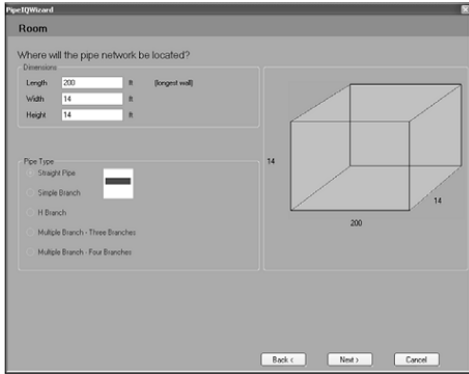 PipeIQWizard
Room
Where will the pipe network be located?
Dimensions
Length 200 ft (longest wall)
Width 14 ft
Height 14 ft
Pipe Type
Straight Pipe
Simple Branch
H Branch
Multiple Branch - Three Branches
Multiple Branch - Four Branches
14
14
200
Back <
Next >
Cancel